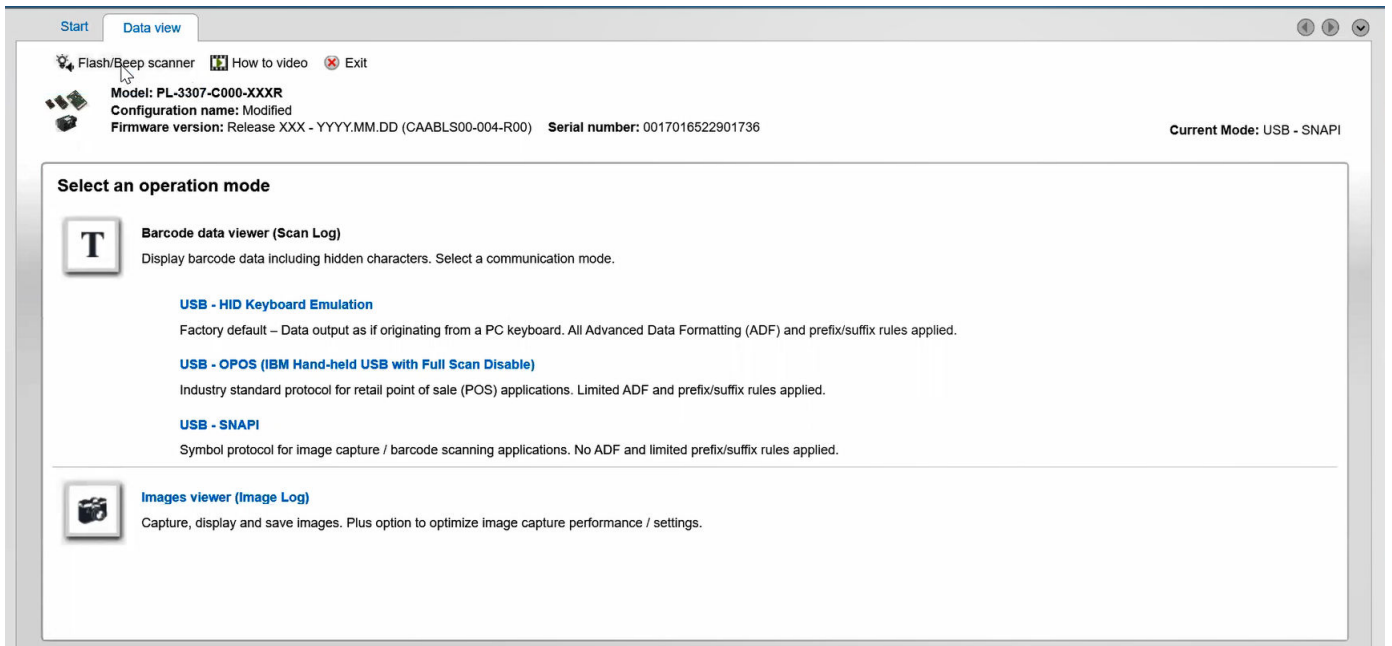 Start Data view
Flash/Beep scanner How to video Exit
Model: PL-3307-C000-XXXR
Configuration name: Modified
Firmware version: Release XXX - YYYY.MM.DD (CAABLS00-004-R00) Serial number: 0017016522901736
Current Mode: USB - SNAPI
Select an operation mode
T
Barcode data viewer (Scan Log)
Display barcode data including hidden characters. Select a communication mode.
USB - HID Keyboard Emulation
Factory default – Data output as if originating from a PC keyboard. All Advanced Data Formatting (ADF) and prefix/suffix rules applied.
USB - OPOS (IBM Hand-held USB with Full Scan Disable)
Industry standard protocol for retail point of sale (POS) applications. Limited ADF and prefix/suffix rules applied.
USB - SNAPI
Symbol protocol for image capture / barcode scanning applications. No ADF and limited prefix/suffix rules applied.
Images viewer (Image Log)
Capture, display and save images. Plus option to optimize image capture performance / settings.